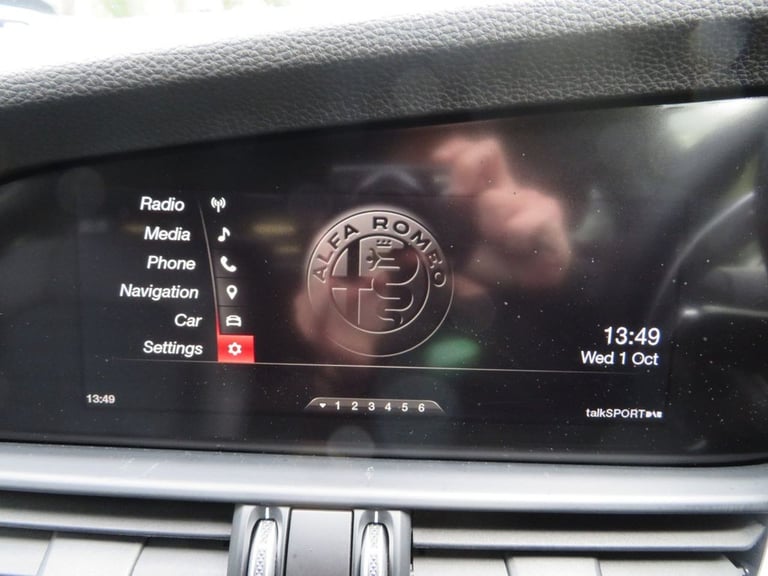 Radio
Media
Phone
Navigation
Car
Settings
ALFA ROMEO
13:49
Wed 1 Oct
13:49
1 2 3 4 5 6
talkSPORT DAB